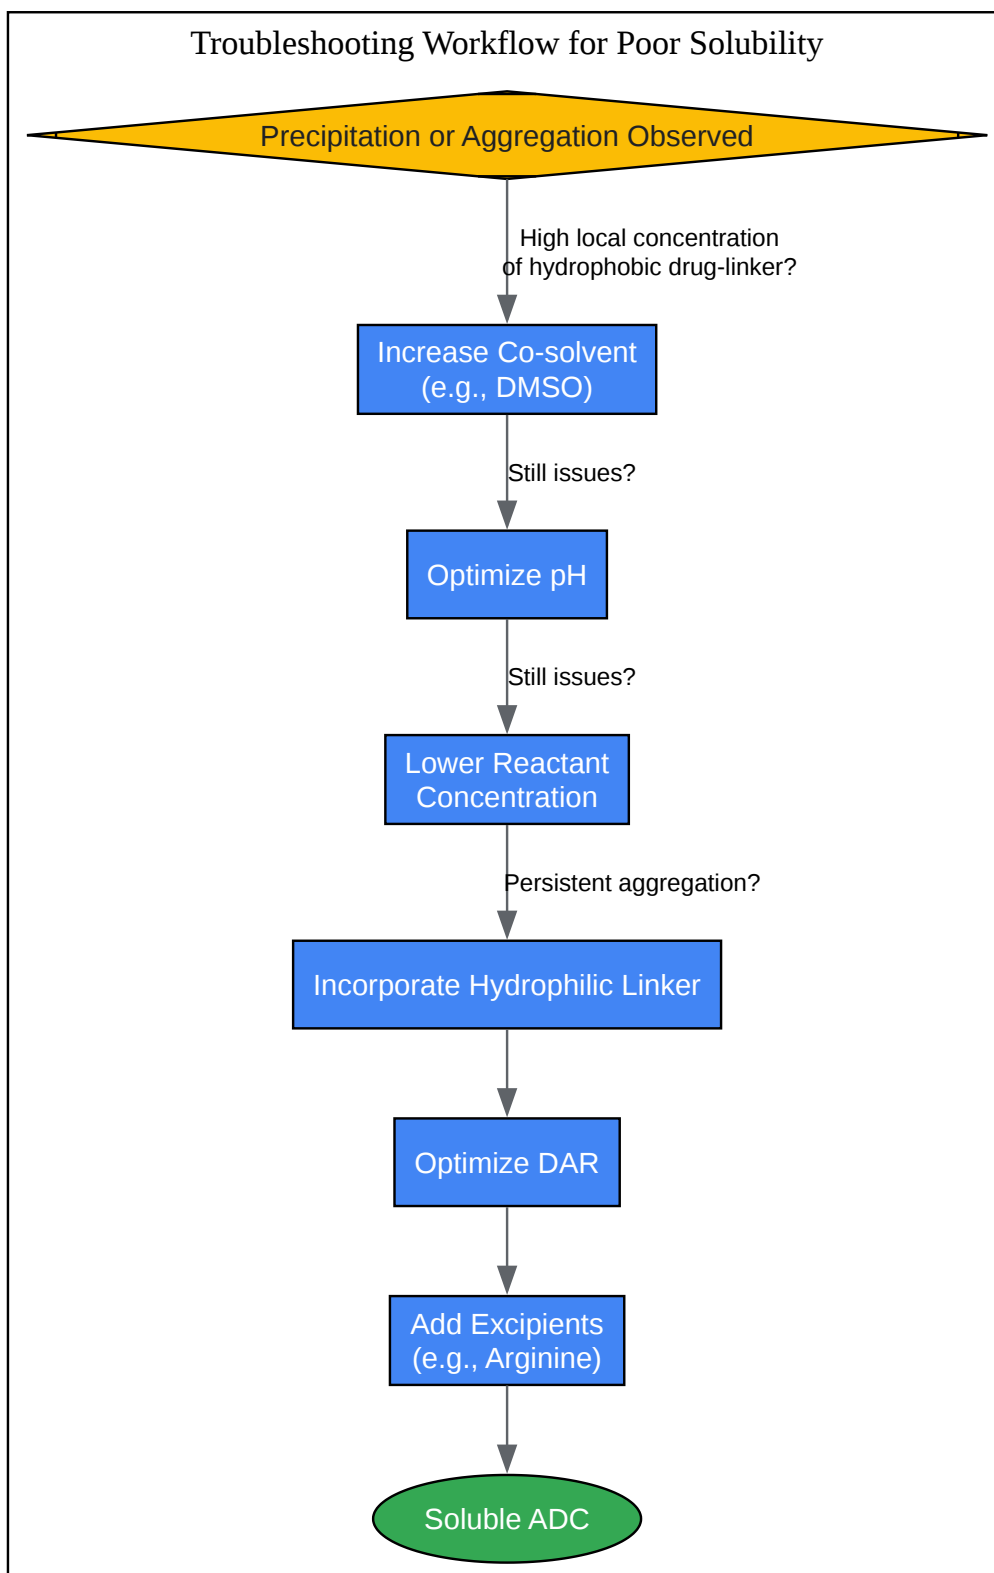 Troubleshooting Workflow for Poor Solubility
Precipitation or Aggregation Observed
High local concentration
of hydrophobic drug-linker?
Increase Co-solvent
(e.g., DMSO)
Still issues?
Optimize pH
Still issues?
Lower Reactant
Concentration
Persistent aggregation?
Incorporate Hydrophilic Linker
Optimize DAR
Add Excipients
(e.g., Arginine)
Soluble ADC